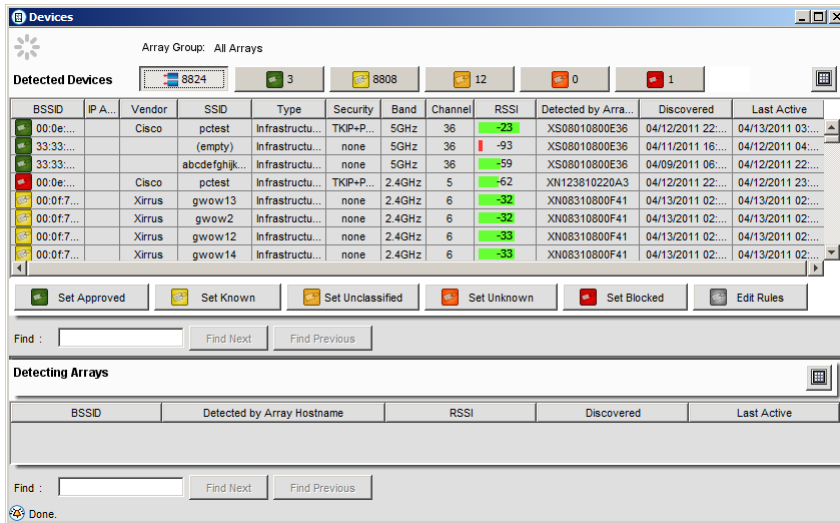 Devices
Array Group: All Arrays
Detected Devices 8824 3 8808 12 0 1
BSSID IP A... Vendor SSID Type Security Band Channel RSSI Detected by Arra... Discovered Last Active
00:0e:... Cisco pctest Infrastructu... TKIP+P... 5GHz 36 -23 XS08010800E36 04/12/2011 22:... 04/13/2011 03:...
33:33:... (empty) Infrastructu... none 5GHz 36 -93 XS08010800E36 04/11/2011 16:... 04/12/2011 04:...
33:33:... abcdefghijk... Infrastructu... none 5GHz 36 -59 XS08010800E36 04/09/2011 06:... 04/12/2011 22:...
00:0e:... Cisco pctest Infrastructu... TKIP+P... 2.4GHz 5 -62 XN123810220A3 04/12/2011 22:... 04/12/2011 23:...
00:0f:7... Xirrus gwow13 Infrastructu... none 2.4GHz 6 -32 XN08310800F41 04/13/2011 02:... 04/13/2011 02:...
00:0f:7... Xirrus gwow2 Infrastructu... none 2.4GHz 6 -32 XN08310800F41 04/13/2011 02:... 04/13/2011 02:...
00:0f:7... Xirrus gwow12 Infrastructu... none 2.4GHz 6 -33 XN08310800F41 04/13/2011 02:... 04/13/2011 02:...
00:0f:7... Xirrus gwow14 Infrastructu... none 2.4GHz 6 -33 XN08310800F41 04/13/2011 02:... 04/13/2011 02:...
Set Approved Set Known Set Unclassified Set Unknown Set Blocked Edit Rules
Find : Find Next Find Previous
Detecting Arrays
BSSID Detected by Array Hostname RSSI Discovered Last Active
Find : Find Next Find Previous
Done.